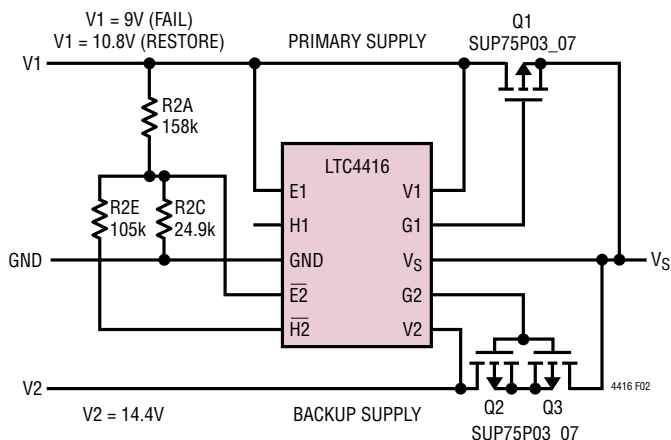 V1 = 9V (FAIL)
V1 = 10.8V (RESTORE)
PRIMARY SUPPLY
Q1
SUP75P03_07
V1
R2A
158k
LTC4416
E1
V1
R2E
105k
R2C
24.9k
H1
G1
GND
GND
VS
VS
E2
G2
H2
V2
V2
V2 = 14.4V
BACKUP SUPPLY
Q2
Q3
SUP75P03_07
4416 F02